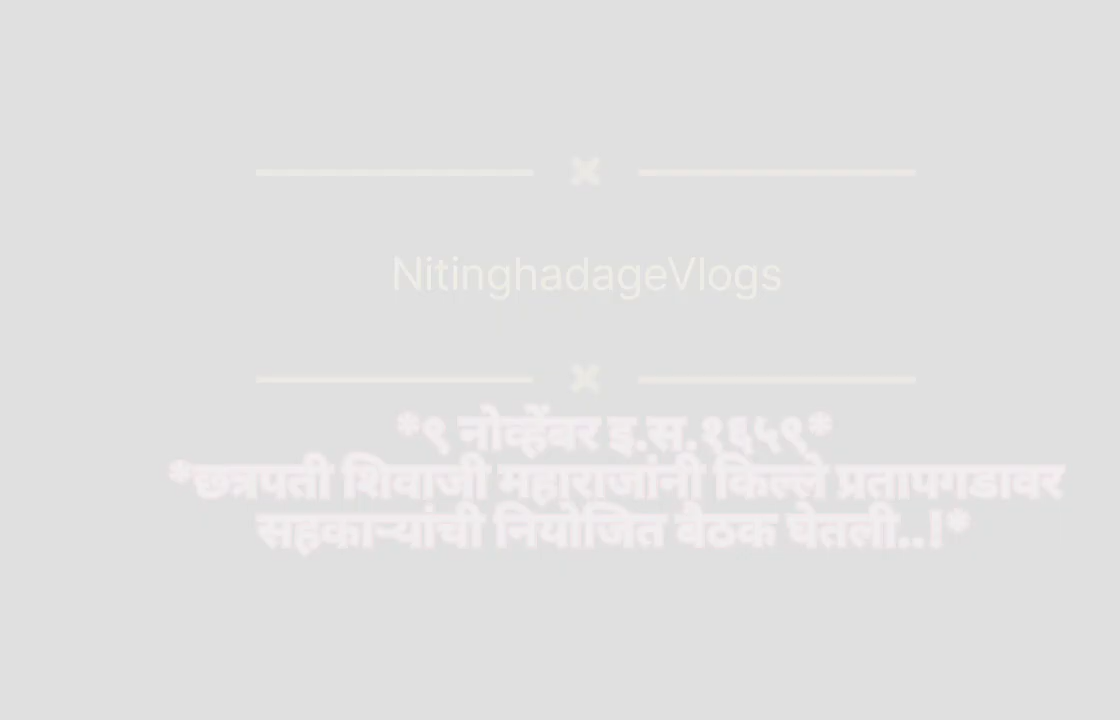 NitinghadageVlogs
*९ नोव्हेंबर इ.स.१६५९*
*छत्रपती शिवाजी महाराजांनी किल्ले प्रतापगडावर
सहकाऱ्यांची नियोजित बैठक घेतली..!*